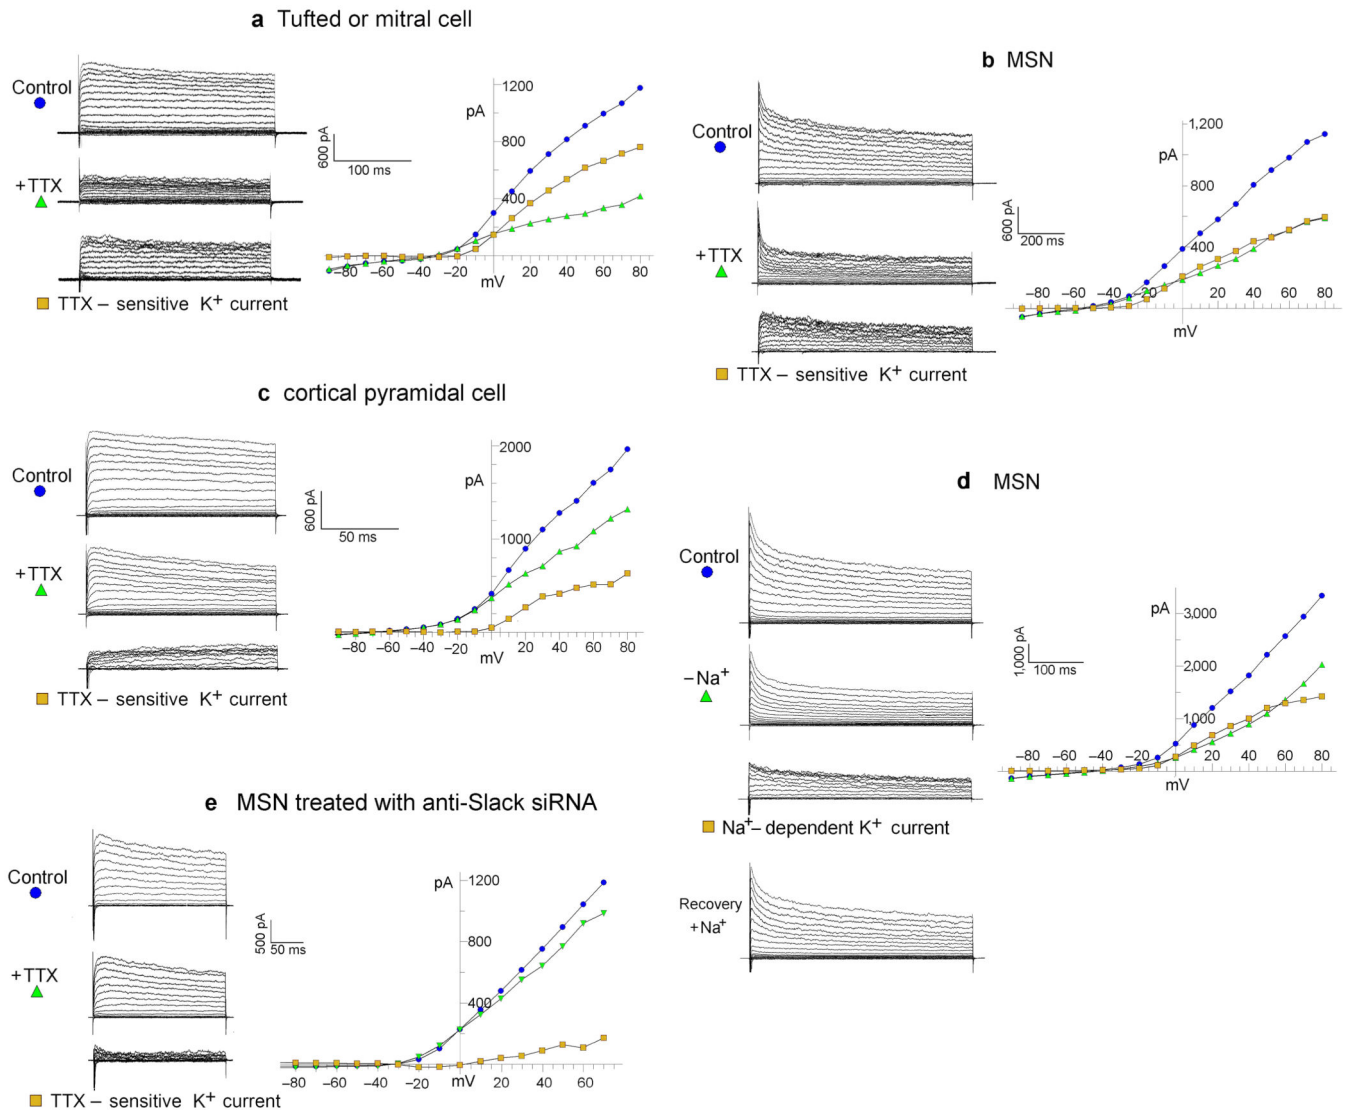 a Tufted or mitral cell
Control
+TTX
TTX – sensitive K+ current
600 pA
100 ms
pA
1200
800
400
−80 −60 −40 −20 20 40 60 80
mV
b MSN
Control
+TTX
TTX – sensitive K+ current
600 pA
200 ms
pA
1,200
800
400
−80 −60 −40 −20 20 40 60 80
mV
c cortical pyramidal cell
Control
+TTX
TTX – sensitive K+ current
600 pA
50 ms
pA
2000
1000
−80 −60 −40 −20 20 40 60 80
mV
d MSN
Control
−Na+
Na+– dependent K+ current
Recovery
+Na+
1,000 pA
100 ms
pA
3,000
2,000
1,000
−80 −60 −40 −20 20 40 60 80
mV
e MSN treated with anti-Slack siRNA
Control
+TTX
TTX – sensitive K+ current
500 pA
50 ms
pA
1200
800
400
−80 −60 −40 −20 20 40 60
mV